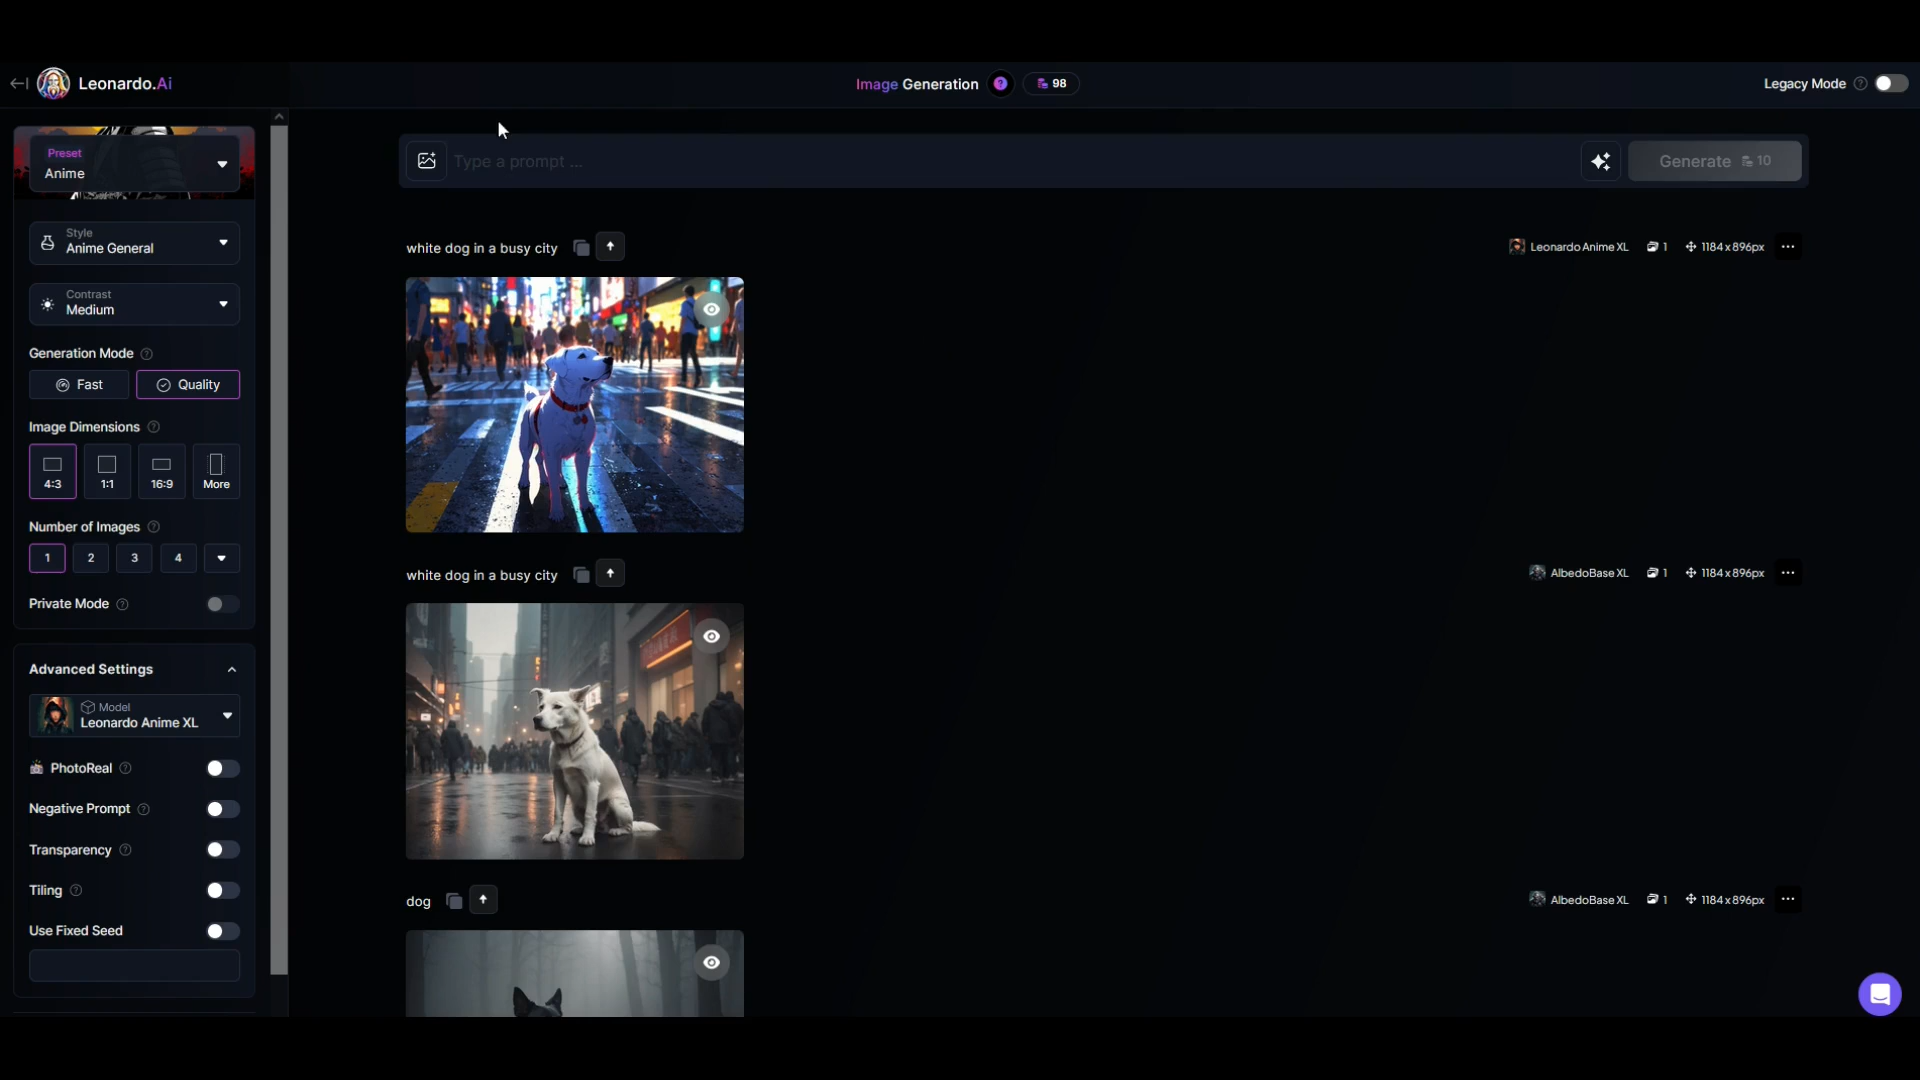 Leonardo.Ai
Image Generation
98
Legacy Mode
Preset
Anime
Type a prompt ...
Generate 10
Style
Anime General
Contrast
Medium
Generation Mode
Fast
Quality
Image Dimensions
4:3
1:1
16:9
More
Number of Images
1
2
3
4
Private Mode
Advanced Settings
Model
Leonardo Anime XL
PhotoReal
Negative Prompt
Transparency
Tiling
Use Fixed Seed
white dog in a busy city
Leonardo Anime XL 1 1184 x 896px
white dog in a busy city
AlbedoBase XL 1 1184 x 896px
dog
AlbedoBase XL 1 1184 x 896px